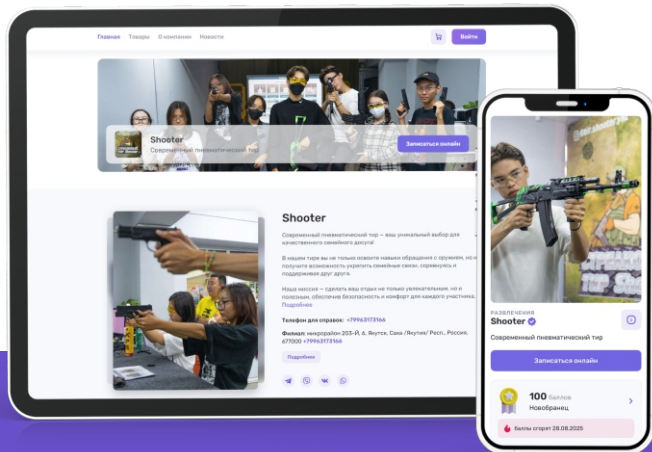 Главная Товары О компании Новости
Войти
Shooter
Современный пневматический тир
Записаться онлайн
Shooter
Современный пневматический тир — ваш уникальный выбор для
качественного семейного досуга!
В нашем тире вы не только освоите навыки обращения с оружием, но и
получите возможность укрепить семейные связи, соревнуясь и
поддерживая друг друга.
Наша миссия — сделать ваш отдых не только увлекательным, но и
полезным, обеспечив безопасность и комфорт для каждого участника.
Подробнее
Телефон для справок: +79963173166
Филиал: микрорайон 203-Й, д. Якутск, Саха /Якутия/ Респ., Россия,
677000 +79963173166
Подробнее
РАЗВЛЕЧЕНИЯ
Shooter
Современный пневматический тир
Записаться онлайн
100 баллов
Новобранец
Баллы сгорят 28.08.2025